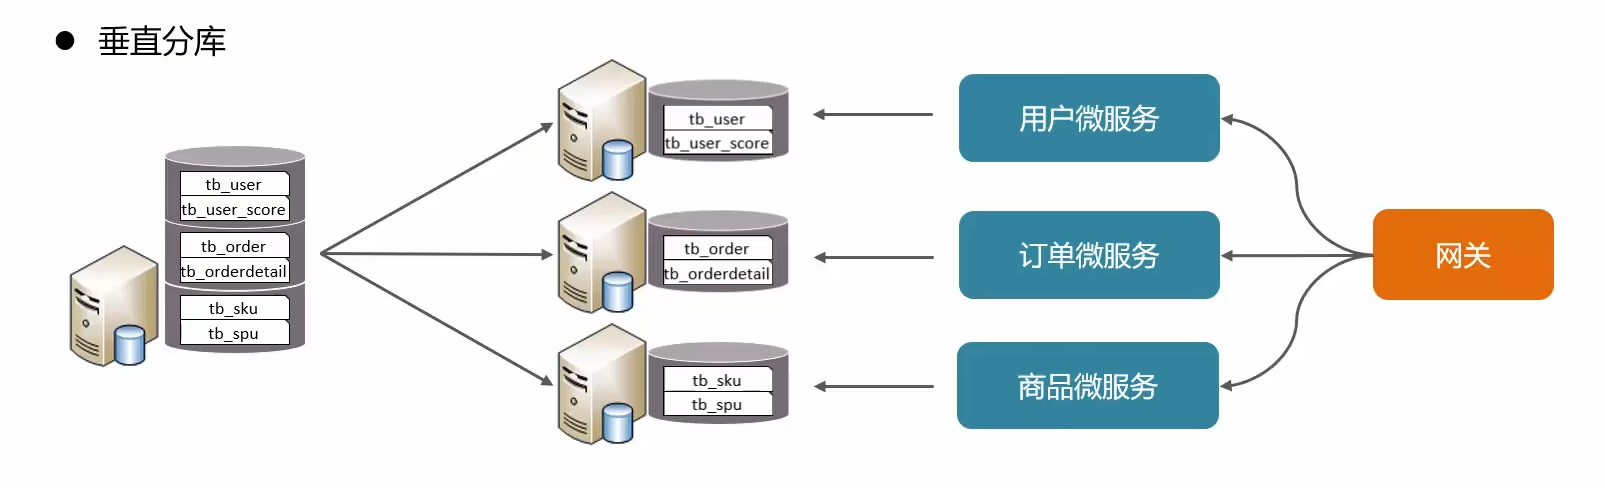 ● 垂直分库
tb_user
tb_user_score
tb_order
tb_orderdetail
tb_sku
tb_spu
tb_user
tb_user_score
tb_order
tb_orderdetail
tb_sku
tb_spu
用户微服务
订单微服务
商品微服务
网关